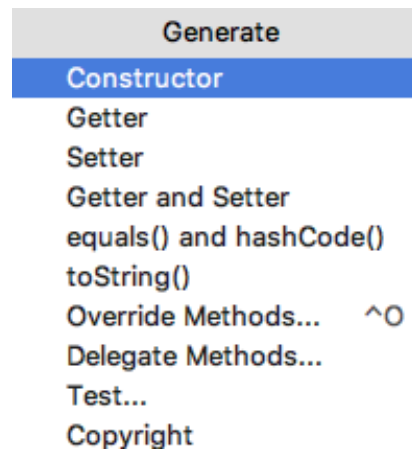 Generate
Constructor
Getter
Setter
Getter and Setter
equals() and hashCode()
toString()
Override Methods... ^O
Delegate Methods...
Test...
Copyright